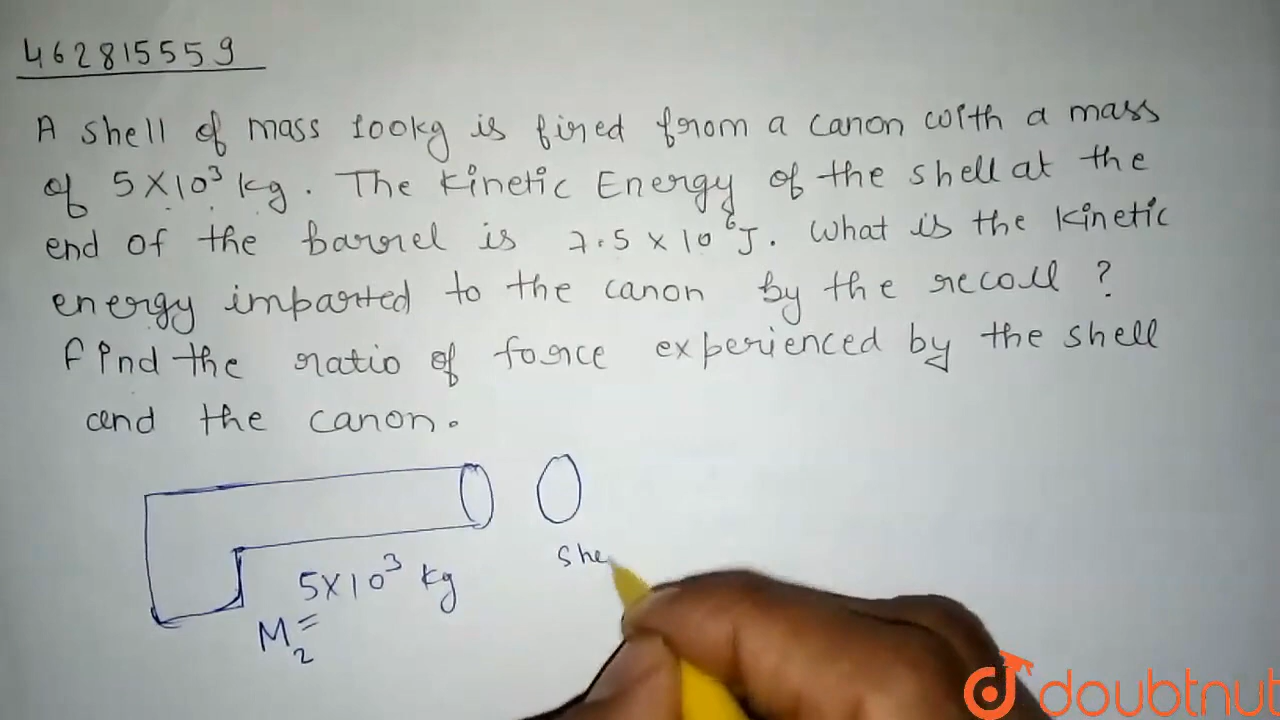 462815559
A shell of mass 100kg is fired from a canon with a mass
of 5×10³ kg. The Kinetic Energy of the shell at the
end of the barrel is 7.5 × 10⁶ J. What is the Kinetic
energy imparted to the canon by the recoil ?
Find the ratio of force experienced by the shell
and the canon.
She
5×10³ kg
M₂ =
doubtnut